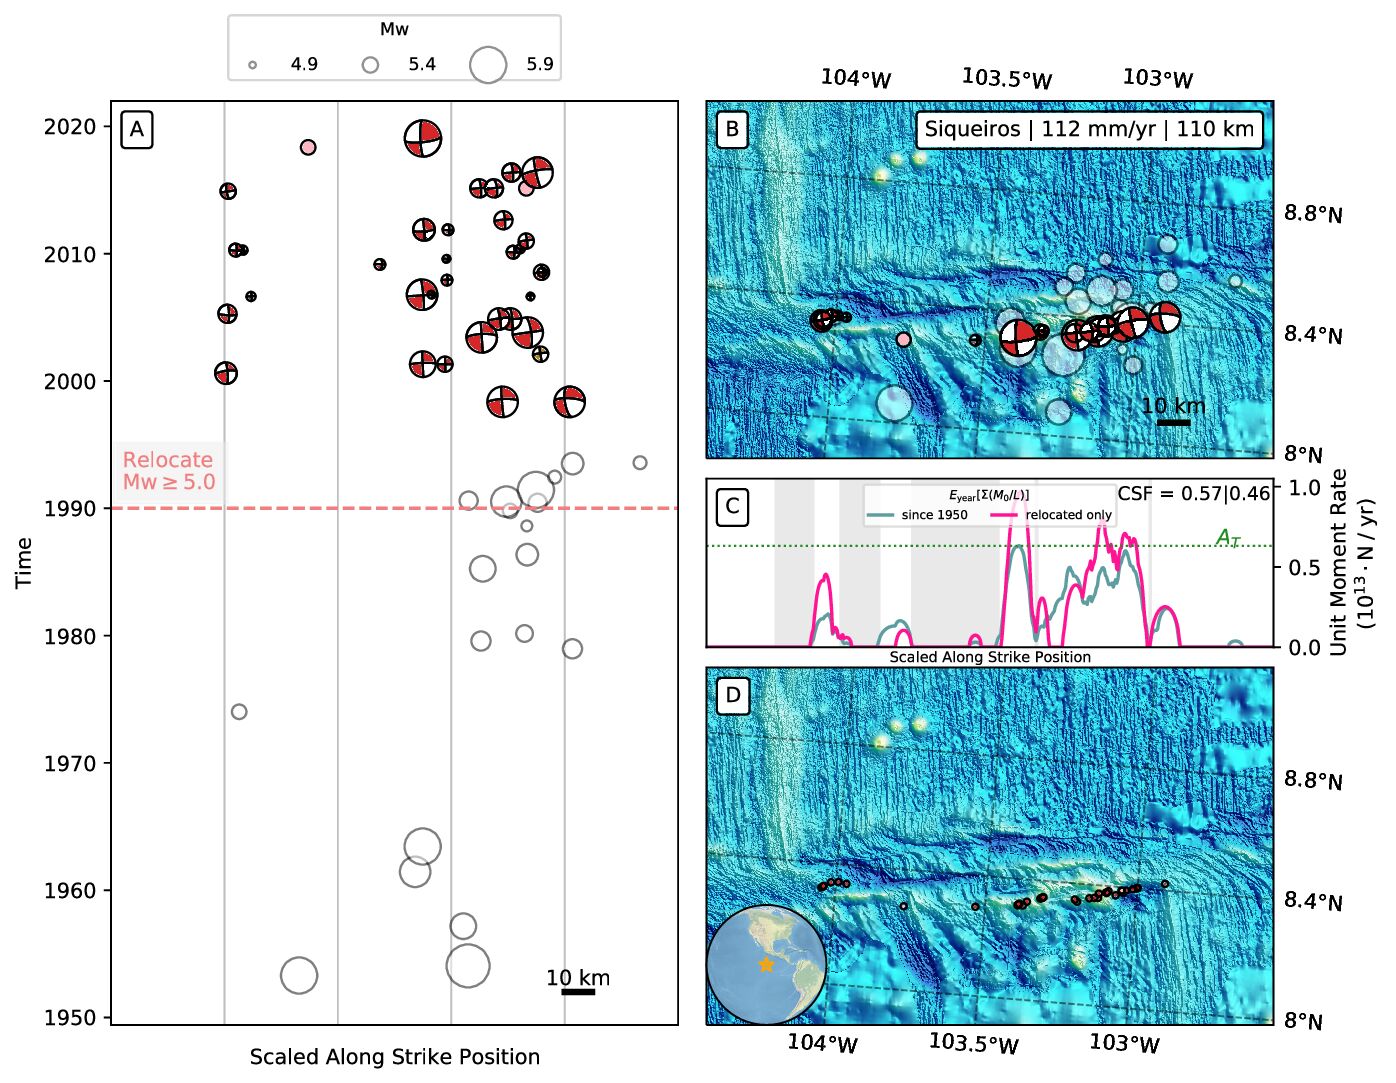 Mw
4.9 5.4 5.9
A
2020
2010
2000
1990
1980
1970
1960
1950
Time
Relocate
Mw ≥ 5.0
10 km
Scaled Along Strike Position
104°W 103.5°W 103°W
B
Siqueiros | 112 mm/yr | 110 km
8.8°N
8.4°N
8°N
10 km
C
E_year[Σ(M_0/L)]
since 1950 relocated only
CSF = 0.57|0.46
A_T
1.0
0.5
0.0
Unit Moment Rate
(10^13 · N / yr)
Scaled Along Strike Position
D
8.8°N
8.4°N
8°N
104°W 103.5°W 103°W